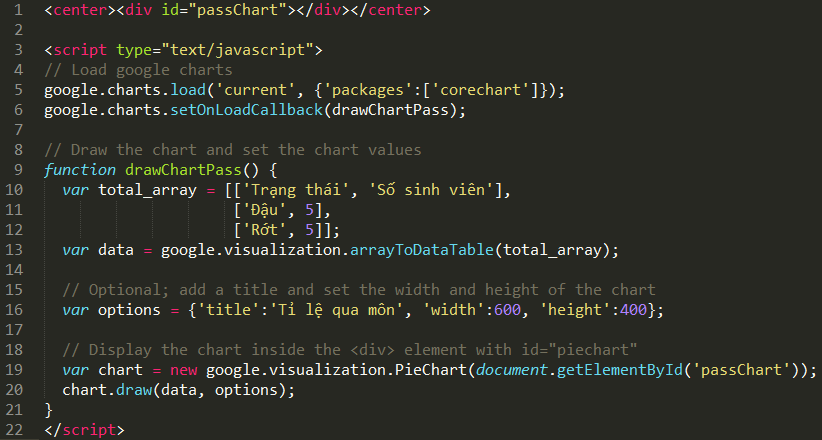 1 <center><div id="passChart"></div></center>
2
3 <script type="text/javascript">
4 // Load google charts
5 google.charts.load('current', {'packages':['corechart']});
6 google.charts.setOnLoadCallback(drawChartPass);
7
8 // Draw the chart and set the chart values
9 function drawChartPass() {
10   var total_array = [['Trạng thái', 'Số sinh viên'],
11                      ['Đậu', 5],
12                      ['Rớt', 5]];
13   var data = google.visualization.arrayToDataTable(total_array);
14
15   // Optional; add a title and set the width and height of the chart
16   var options = {'title':'Tỉ lệ qua môn', 'width':600, 'height':400};
17
18   // Display the chart inside the <div> element with id="piechart"
19   var chart = new google.visualization.PieChart(document.getElementById('passChart'));
20   chart.draw(data, options);
21 }
22 </script>